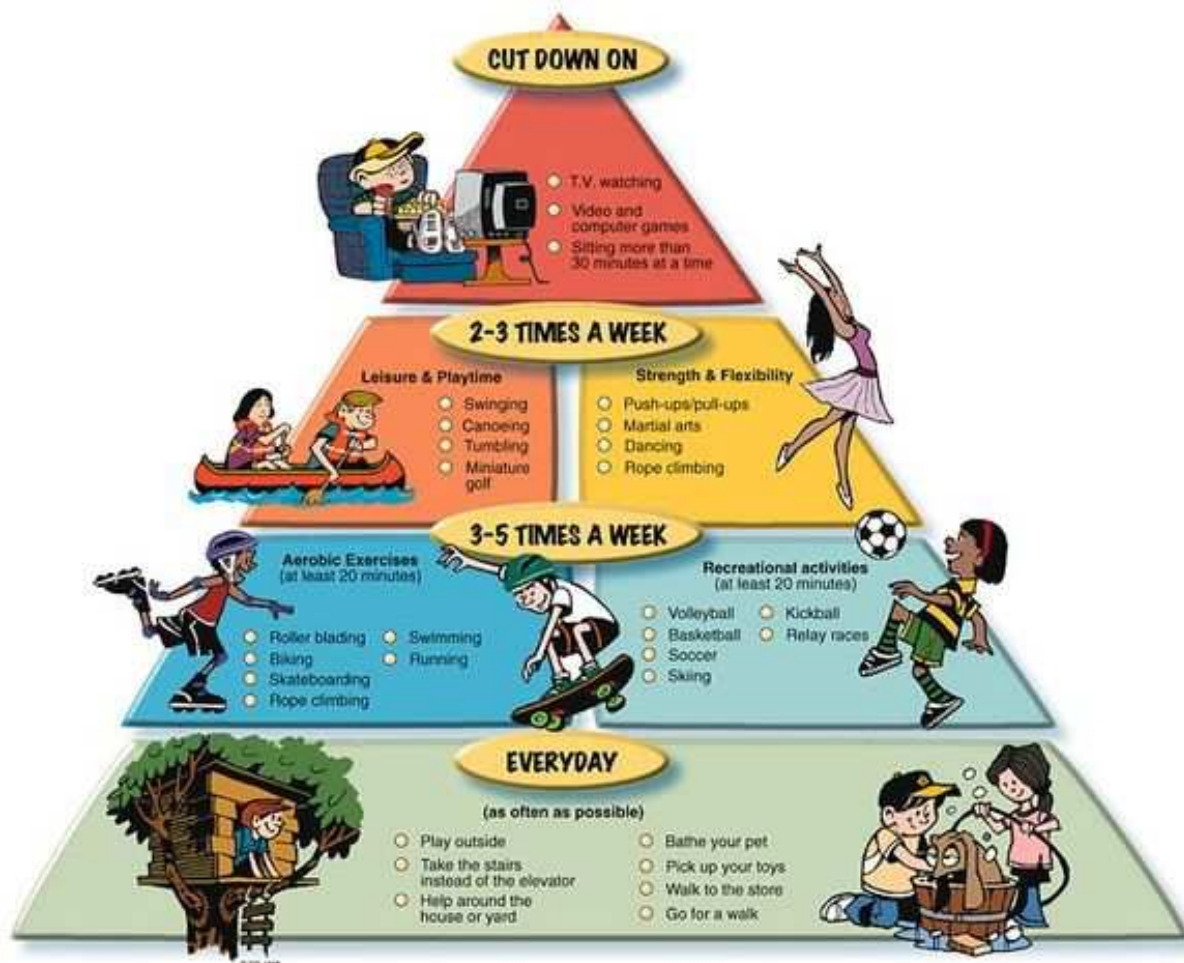 CUT DOWN ON
T.V. watching
Video and
computer games
Sitting more than
30 minutes at a time
2-3 TIMES A WEEK
Leisure & Playtime
Swinging
Canoeing
Tumbling
Miniature
golf
Strength & Flexibility
Push-ups/pull-ups
Martial arts
Dancing
Rope climbing
3-5 TIMES A WEEK
Aerobic Exercises
(at least 20 minutes)
Roller blading
Biking
Skateboarding
Rope climbing
Swimming
Running
Recreational activities
(at least 20 minutes)
Volleyball
Basketball
Soccer
Skiing
Kickball
Relay races
EVERYDAY
(as often as possible)
Play outside
Take the stairs
instead of the elevator
Help around the
house or yard
Bathe your pet
Pick up your toys
Walk to the store
Go for a walk